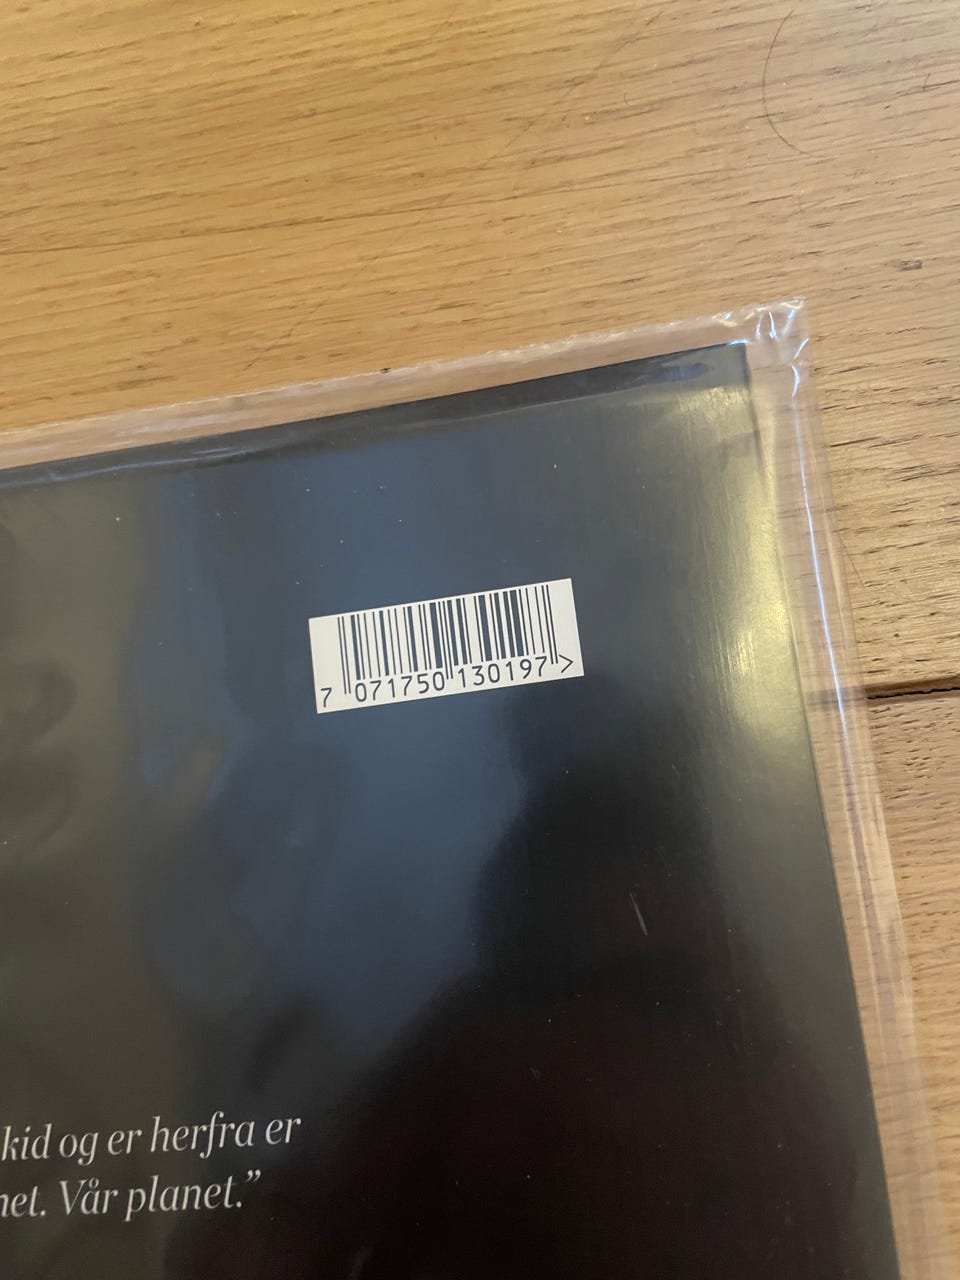 7 071750 130197 >
kid og er herfra er
net. Vår planet.”